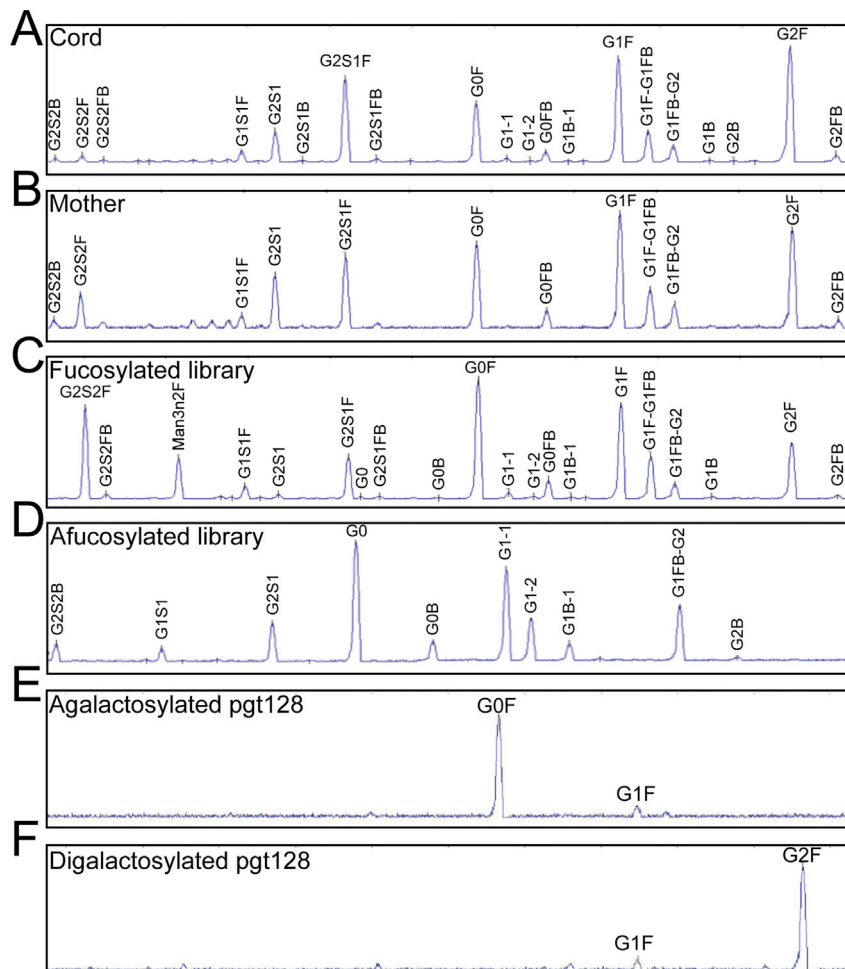 A
Cord
G2S2B
G2S2F
G2S2FB
G1S1F
G2S1
G2S1B
G2S1F
G2S1FB
G0F
G1-1
G1-2
G0FB
G1B-1
G1F
G1F-G1FB
G1FB-G2
G1B
G2B
G2F
G2FB
B
Mother
G2S2B
G2S2F
G1S1F
G2S1
G2S1F
G0F
G0FB
G1F
G1F-G1FB
G1FB-G2
G2F
G2FB
C
Fucosylated library
G2S2F
G2S2FB
Man3n2F
G1S1F
G2S1
G2S1F
G0
G2S1FB
G0B
G0F
G1-1
G1-2
G0FB
G1B-1
G1F
G1F-G1FB
G1FB-G2
G1B
G2F
G2FB
D
Afucosylated library
G2S2B
G1S1
G2S1
G0
G0B
G1-1
G1-2
G1B-1
G1FB-G2
G2B
E
Agalactosylated pgt128
G0F
G1F
F
Digalactosylated pgt128
G1F
G2F